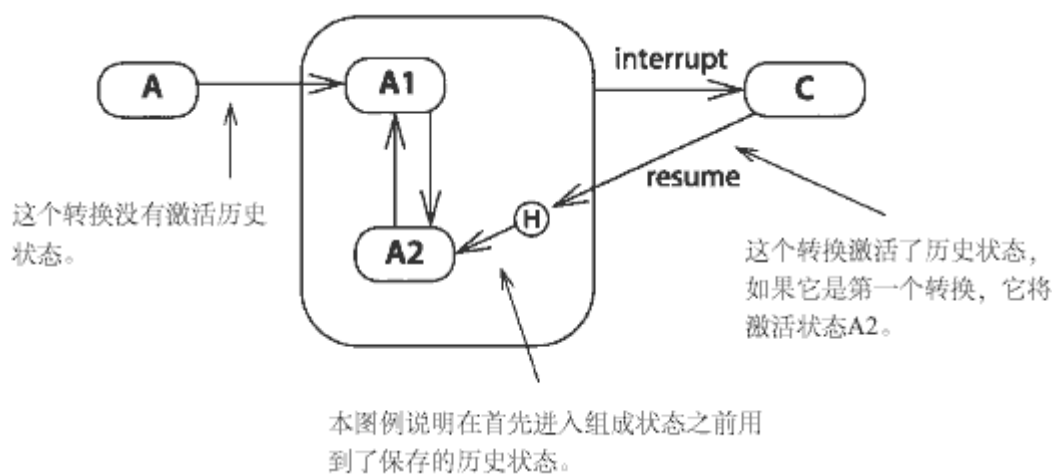 A
A1
interrupt
C
resume
H
A2
这个转换没有激活历史
状态。
这个转换激活了历史状态,
如果它是第一个转换, 它将
激活状态A2。
本图例说明在首先进入组成状态之前用
到了保存的历史状态。